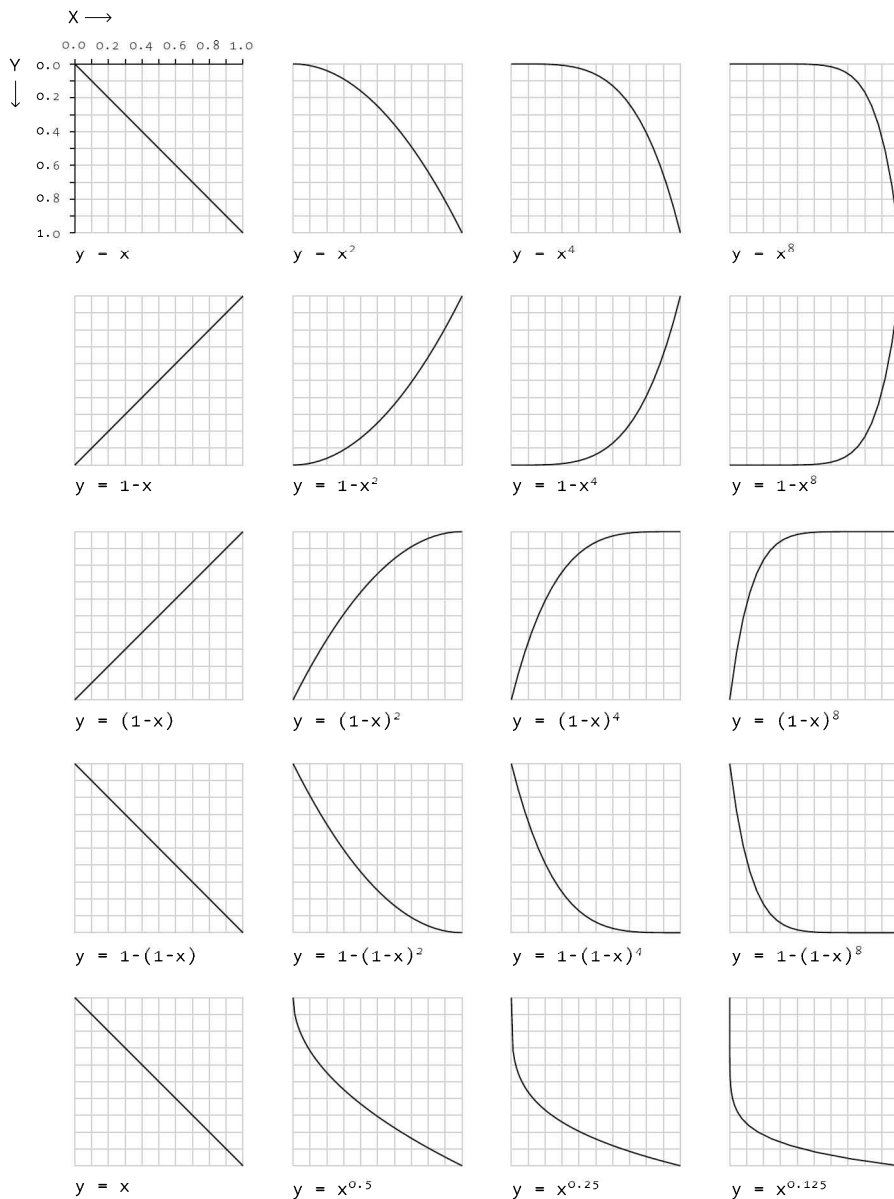 X →
0.0 0.2 0.4 0.6 0.8 1.0
Y ↓
0.0
0.2
0.4
0.6
0.8
1.0
y = x
y = x²
y = x⁴
y = x⁸
y = 1-x
y = 1-x²
y = 1-x⁴
y = 1-x⁸
y = (1-x)
y = (1-x)²
y = (1-x)⁴
y = (1-x)⁸
y = 1-(1-x)
y = 1-(1-x)²
y = 1-(1-x)⁴
y = 1-(1-x)⁸
y = x
y = x⁰·⁵
y = x⁰·²⁵
y = x⁰·¹²⁵